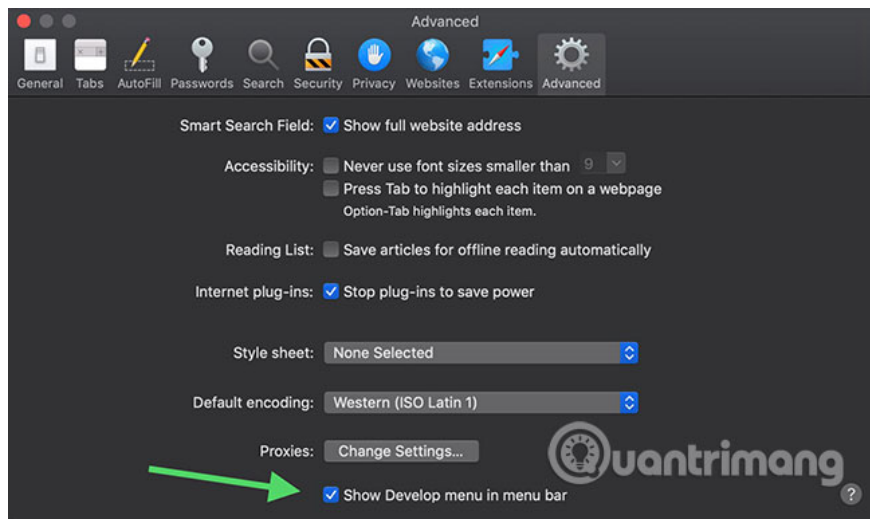 Advanced
General Tabs AutoFill Passwords Search Security Privacy Websites Extensions Advanced
Smart Search Field: Show full website address
Accessibility: Never use font sizes smaller than 9
Press Tab to highlight each item on a webpage
Option-Tab highlights each item.
Reading List: Save articles for offline reading automatically
Internet plug-ins: Stop plug-ins to save power
Style sheet: None Selected
Default encoding: Western (ISO Latin 1)
Proxies: Change Settings...
Quantrimang
Show Develop menu in menu bar ?